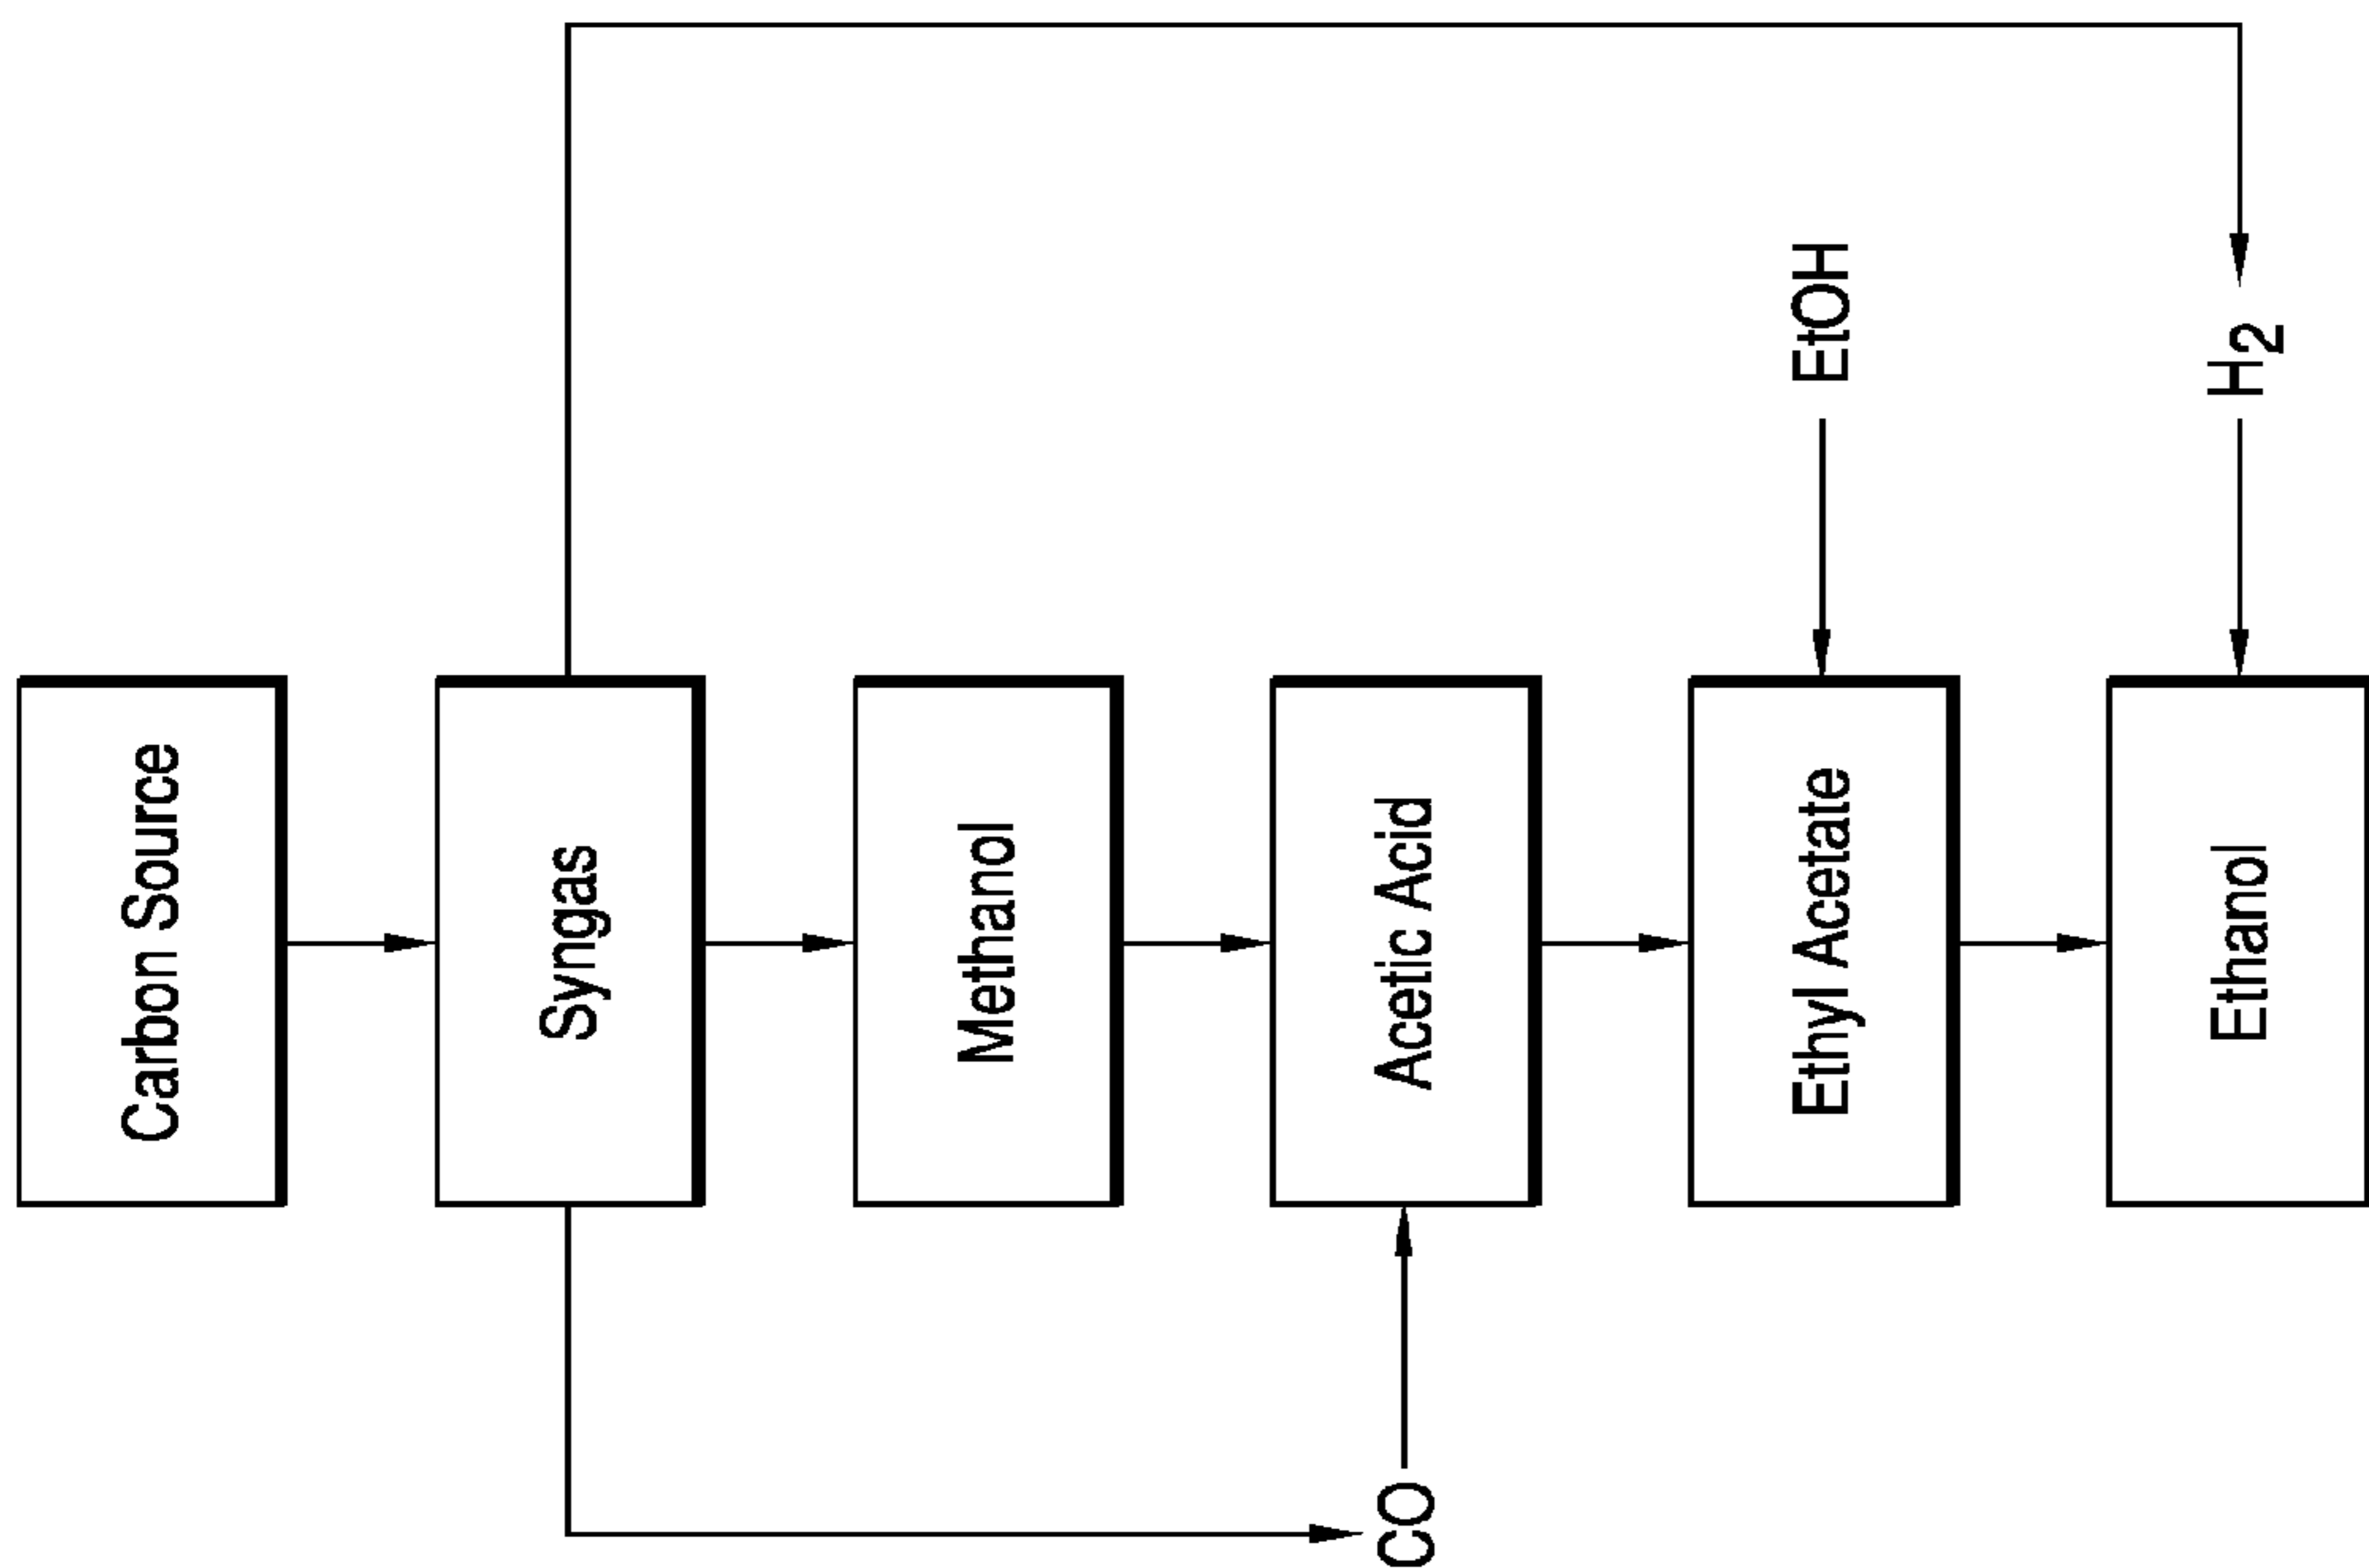 Carbon Source
Syngas
Methanol
CO
Acetic Acid
Ethyl Acetate
EtOH
Ethanol
H2